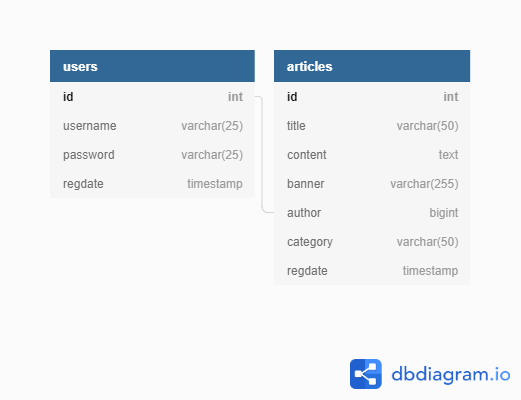 users
id int
username varchar(25)
password varchar(25)
regdate timestamp
articles
id int
title varchar(50)
content text
banner varchar(255)
author bigint
category varchar(50)
regdate timestamp
dbdiagram.io